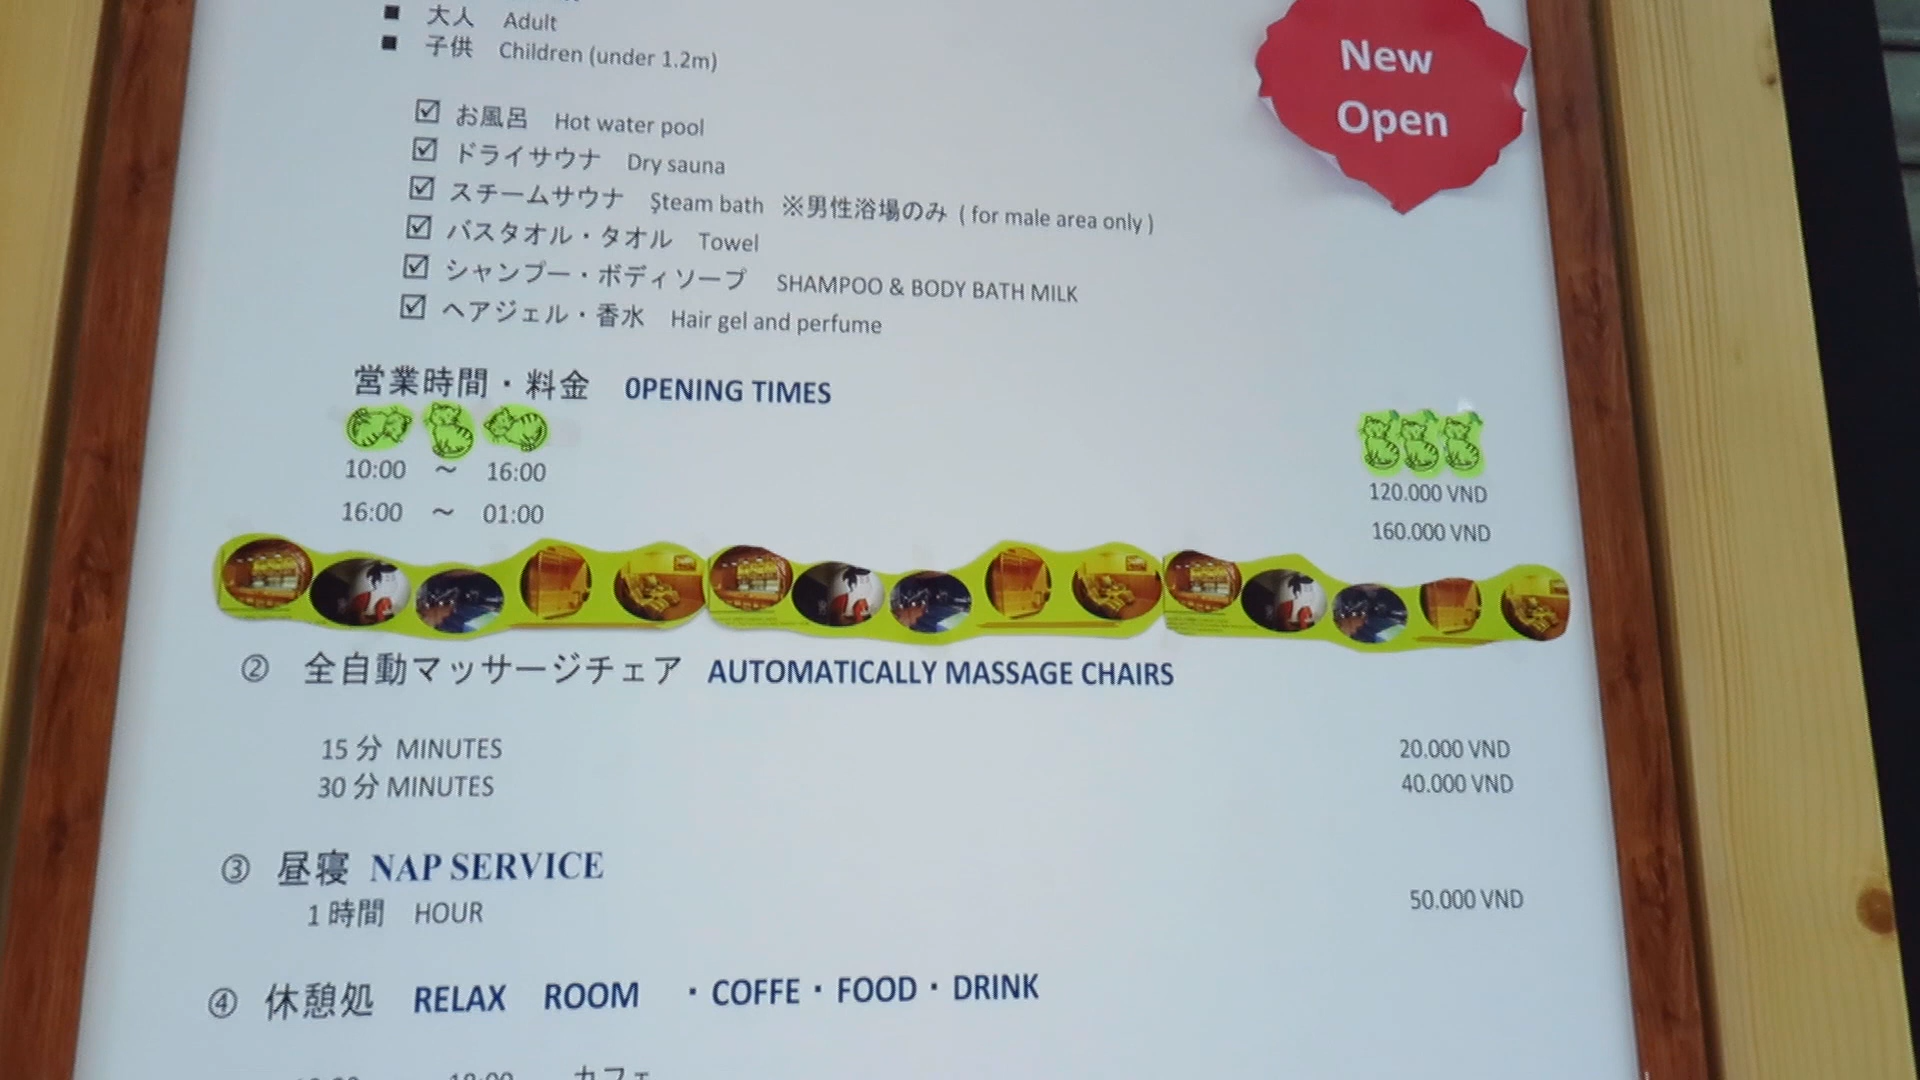 ■ 大人 Adult
■ 子供 Children (under 1.2m)
New
Open
☑ お風呂 Hot water pool
☑ ドライサウナ Dry sauna
☑ スチームサウナ Steam bath ※男性浴場のみ ( for male area only )
☑ バスタオル・タオル Towel
☑ シャンプー・ボディソープ SHAMPOO & BODY BATH MILK
☑ ヘアジェル・香水 Hair gel and perfume
営業時間・料金 0PENING TIMES
10:00 ～ 16:00 120.000 VND
16:00 ～ 01:00 160.000 VND
② 全自動マッサージチェア AUTOMATICALLY MASSAGE CHAIRS
15 分 MINUTES 20.000 VND
30 分 MINUTES 40.000 VND
③ 昼寝 NAP SERVICE
1 時間 HOUR 50.000 VND
④ 休憩処 RELAX ROOM ・COFFE・FOOD・DRINK
カフェ